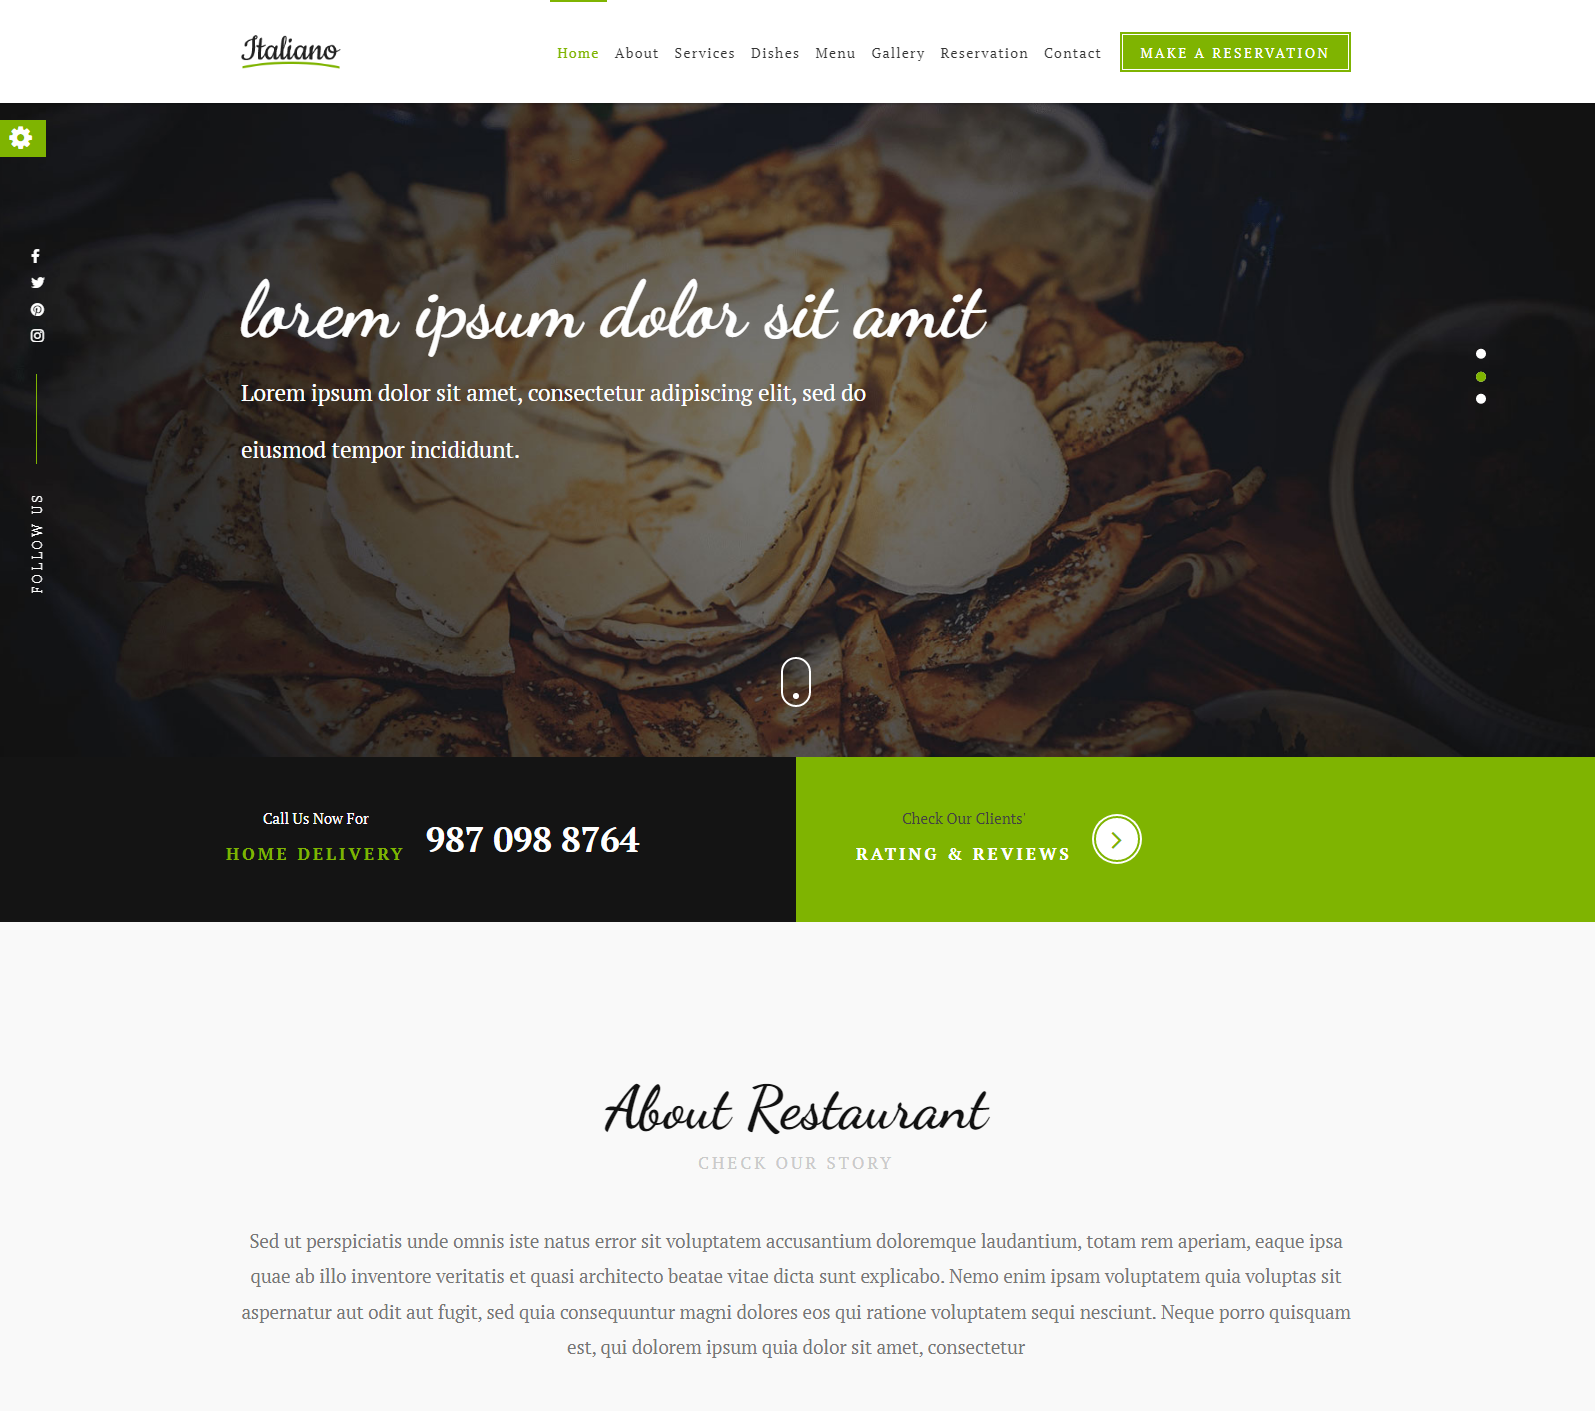 Italiano
Home About Services Dishes Menu Gallery Reservation Contact MAKE A RESERVATION
lorem ipsum dolor sit amit
Lorem ipsum dolor sit amet, consectetur adipiscing elit, sed do
eiusmod tempor incididunt.
FOLLOW US
Call Us Now For
HOME DELIVERY
987 098 8764
Check Our Clients'
RATING & REVIEWS
About Restaurant
CHECK OUR STORY
Sed ut perspiciatis unde omnis iste natus error sit voluptatem accusantium doloremque laudantium, totam rem aperiam, eaque ipsa
quae ab illo inventore veritatis et quasi architecto beatae vitae dicta sunt explicabo. Nemo enim ipsam voluptatem quia voluptas sit
aspernatur aut odit aut fugit, sed quia consequuntur magni dolores eos qui ratione voluptatem sequi nesciunt. Neque porro quisquam
est, qui dolorem ipsum quia dolor sit amet, consectetur